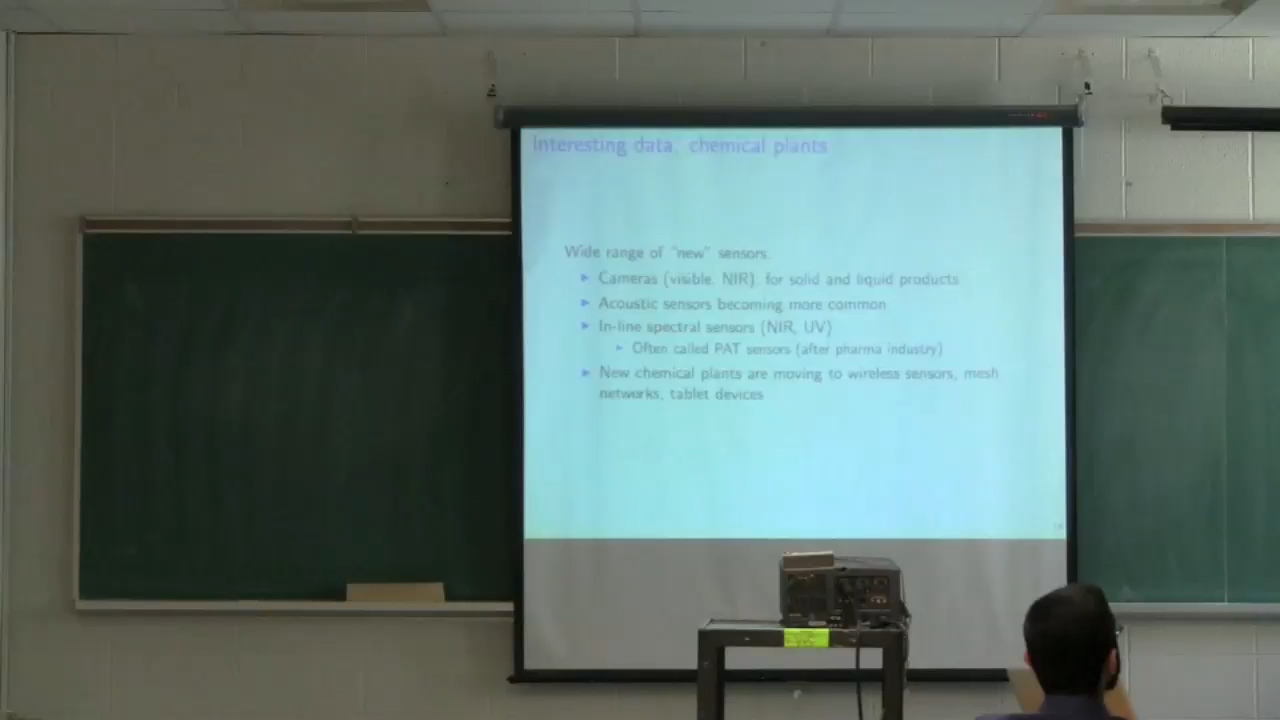 Interesting data: chemical plants
Wide range of "new" sensors:
Cameras (visible, NIR), for solid and liquid products
Acoustic sensors becoming more common
In-line spectral sensors (NIR, UV)
Often called PAT sensors (after pharma industry)
New chemical plants are moving to wireless sensors, mesh
networks, tablet devices